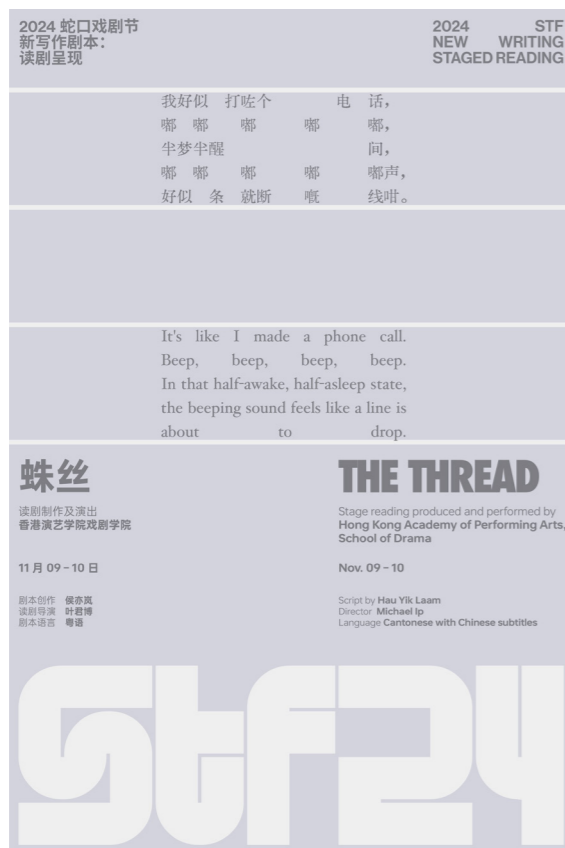 2024 蛇口戏剧节
新写作剧本：
读剧呈现
2024 STF
NEW WRITING
STAGED READING
我好似 打咗个 电 话，
嘟 嘟 嘟 嘟 嘟，
半梦半醒 间，
嘟 嘟 嘟 嘟 嘟声，
好似 条 就断 嘅 线咁。
It's like I made a phone call.
Beep, beep, beep, beep.
In that half-awake, half-asleep state,
the beeping sound feels like a line is
about to drop.
蛛丝
读剧制作及演出
香港演艺学院戏剧学院
11 月 09 – 10 日
剧本创作 侯亦岚
读剧导演 叶君博
剧本语言 粤语
THE THREAD
Stage reading produced and performed by
Hong Kong Academy of Performing Arts,
School of Drama
Nov. 09 – 10
Script by Hau Yik Laam
Director Michael Ip
Language Cantonese with Chinese subtitles
stf24